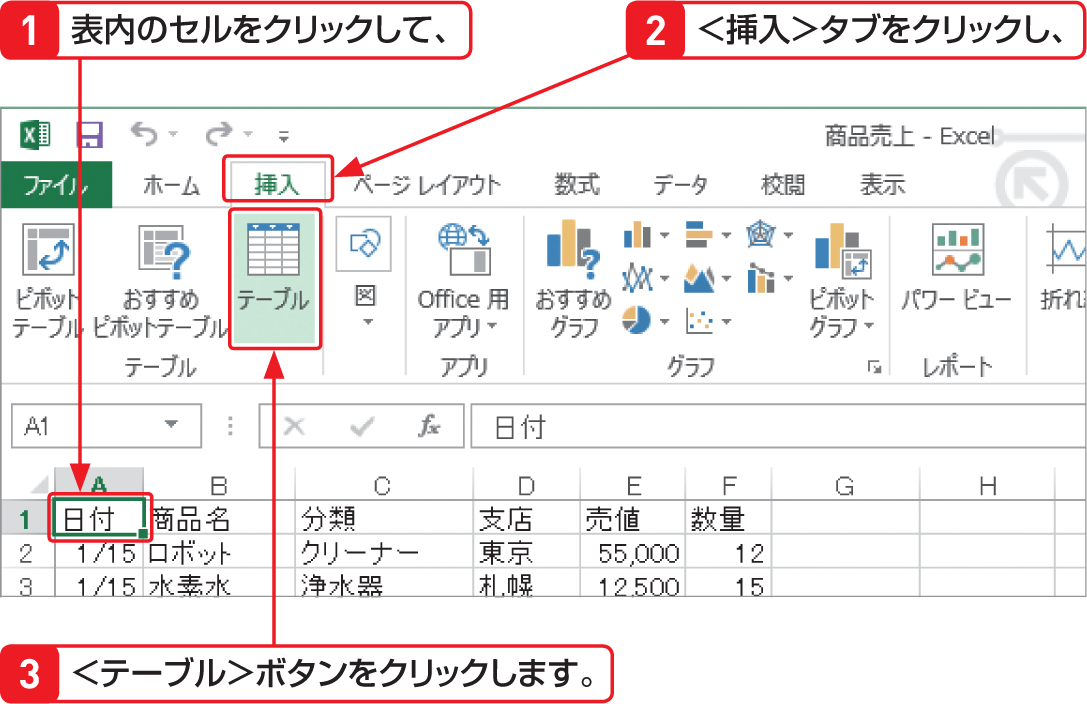 1 表内のセルをクリックして、
2 <挿入>タブをクリックし、
商品売上 - Excel
ファイル ホーム 挿入 ページ レイアウト 数式 データ 校閲 表示
ピボット
テーブル
おすすめ
ピボットテーブル
テーブル
テーブル
図
Office 用
アプリ
アプリ
おすすめ
グラフ
グラフ
ピボット
グラフ
パワー ビュー
レポート
折れ
A1 fx 日付
A B C D E F G H
1 日付 商品名 分類 支店 売値 数量
2 1/15 ロボット クリーナー 東京 55,000 12
3 1/15 水素水 浄水器 札幌 12,500 15
3 <テーブル>ボタンをクリックします。